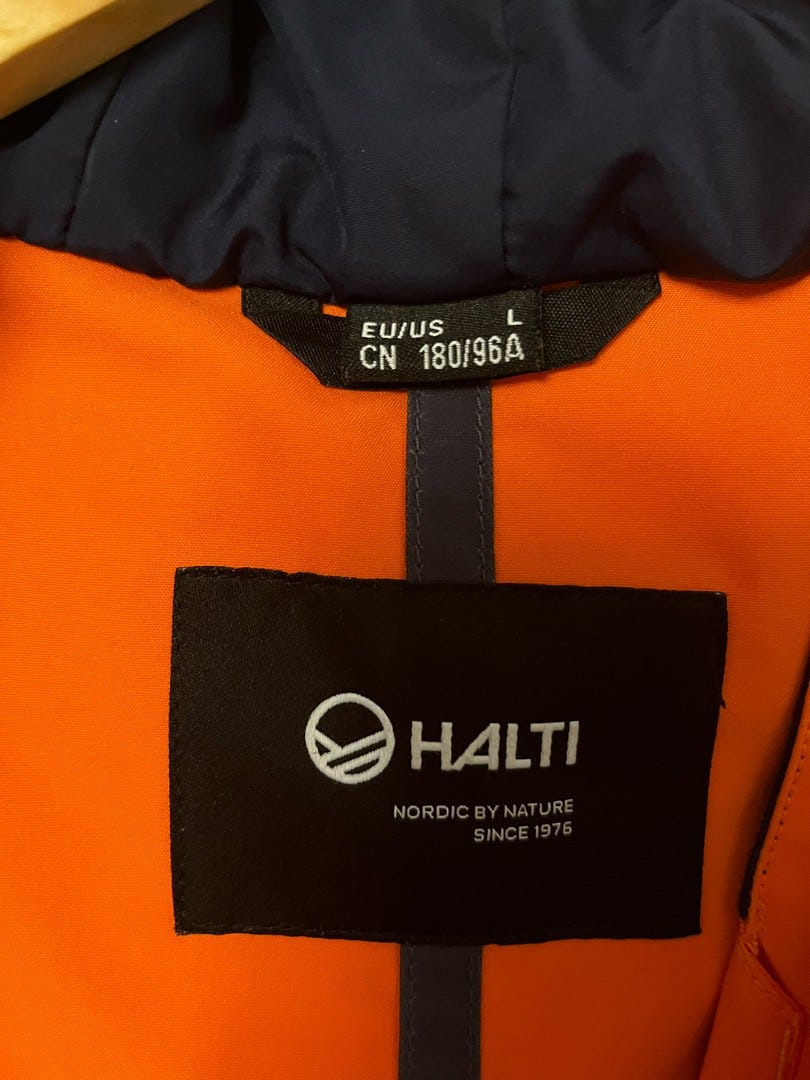 EU/US L
CN 180/96A
HALTI
NORDIC BY NATURE
SINCE 1976